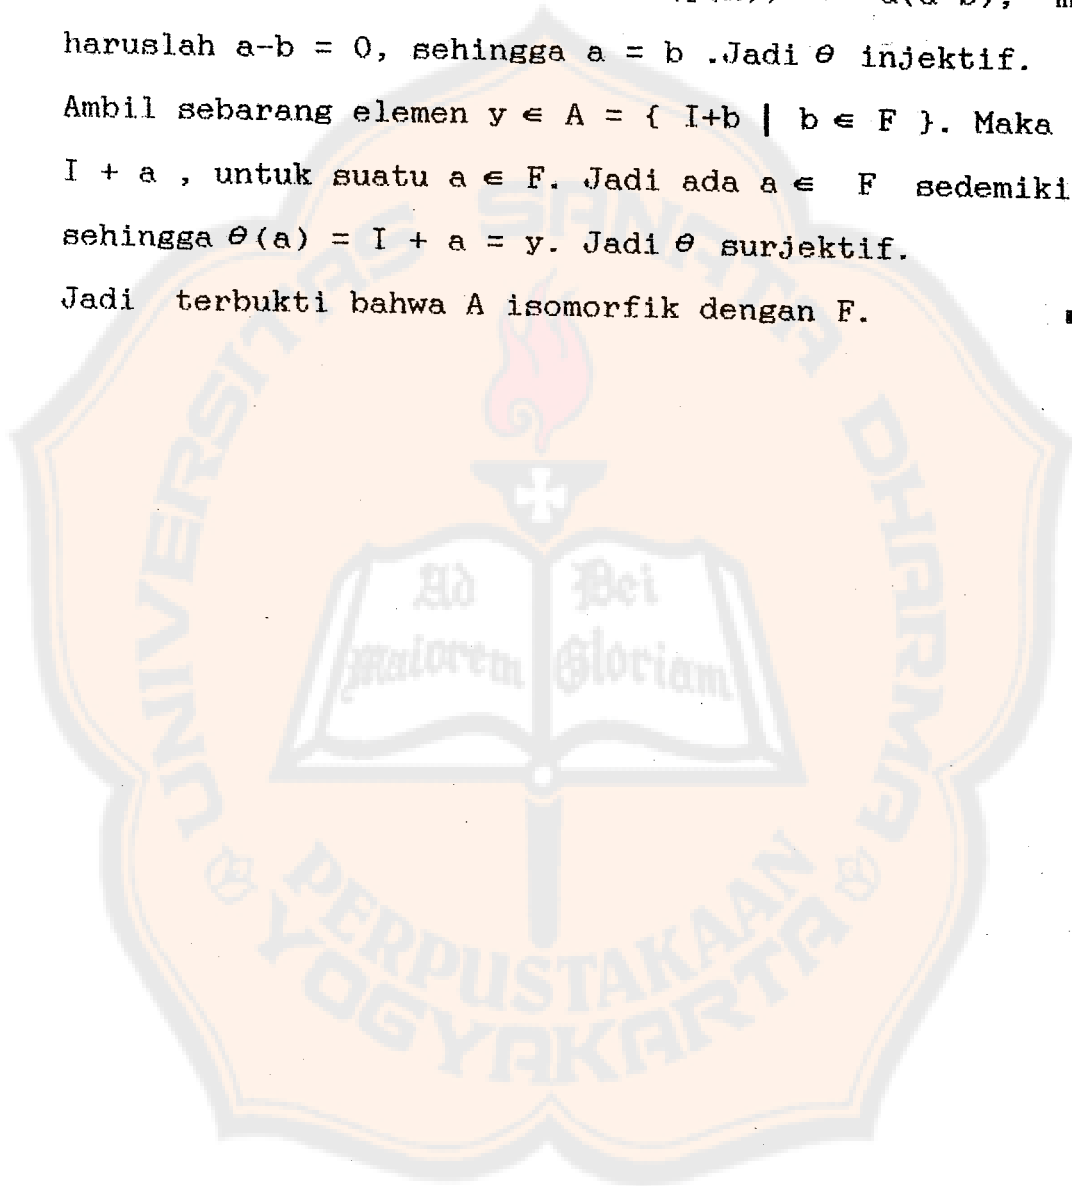 haruslah a-b = 0, sehingga a = b .Jadi θ injektif.
Ambil sebarang elemen y ∈ A = { I+b | b ∈ F }. Maka
I + a , untuk suatu a ∈ F. Jadi ada a ∈ F sedemiki
sehingga θ(a) = I + a = y. Jadi θ surjektif.
Jadi terbukti bahwa A isomorfik dengan F.
UNIVERSITAS SANATA DHARMA
Ad Dei
maiorem Gloriam
PERPUSTAKAAN
YOGYAKARTA